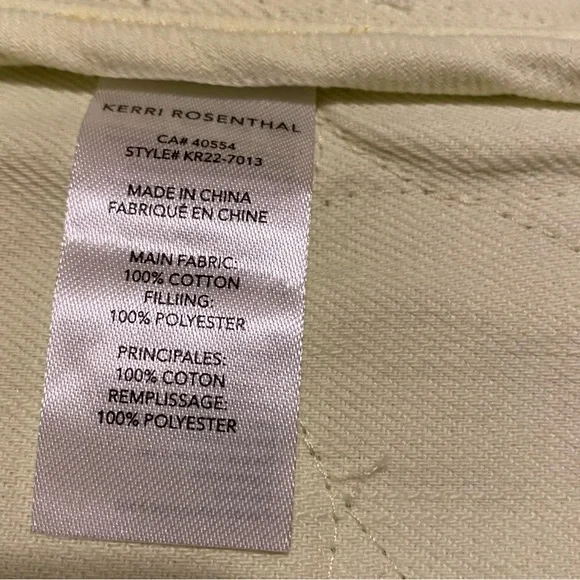 KERRI ROSENTHAL
CA# 40554
STYLE# KR22-7013
MADE IN CHINA
FABRIQUÉ EN CHINE
MAIN FABRIC:
100% COTTON
FILLIING:
100% POLYESTER
PRINCIPALES:
100% COTON
REMPLISSAGE:
100% POLYESTER